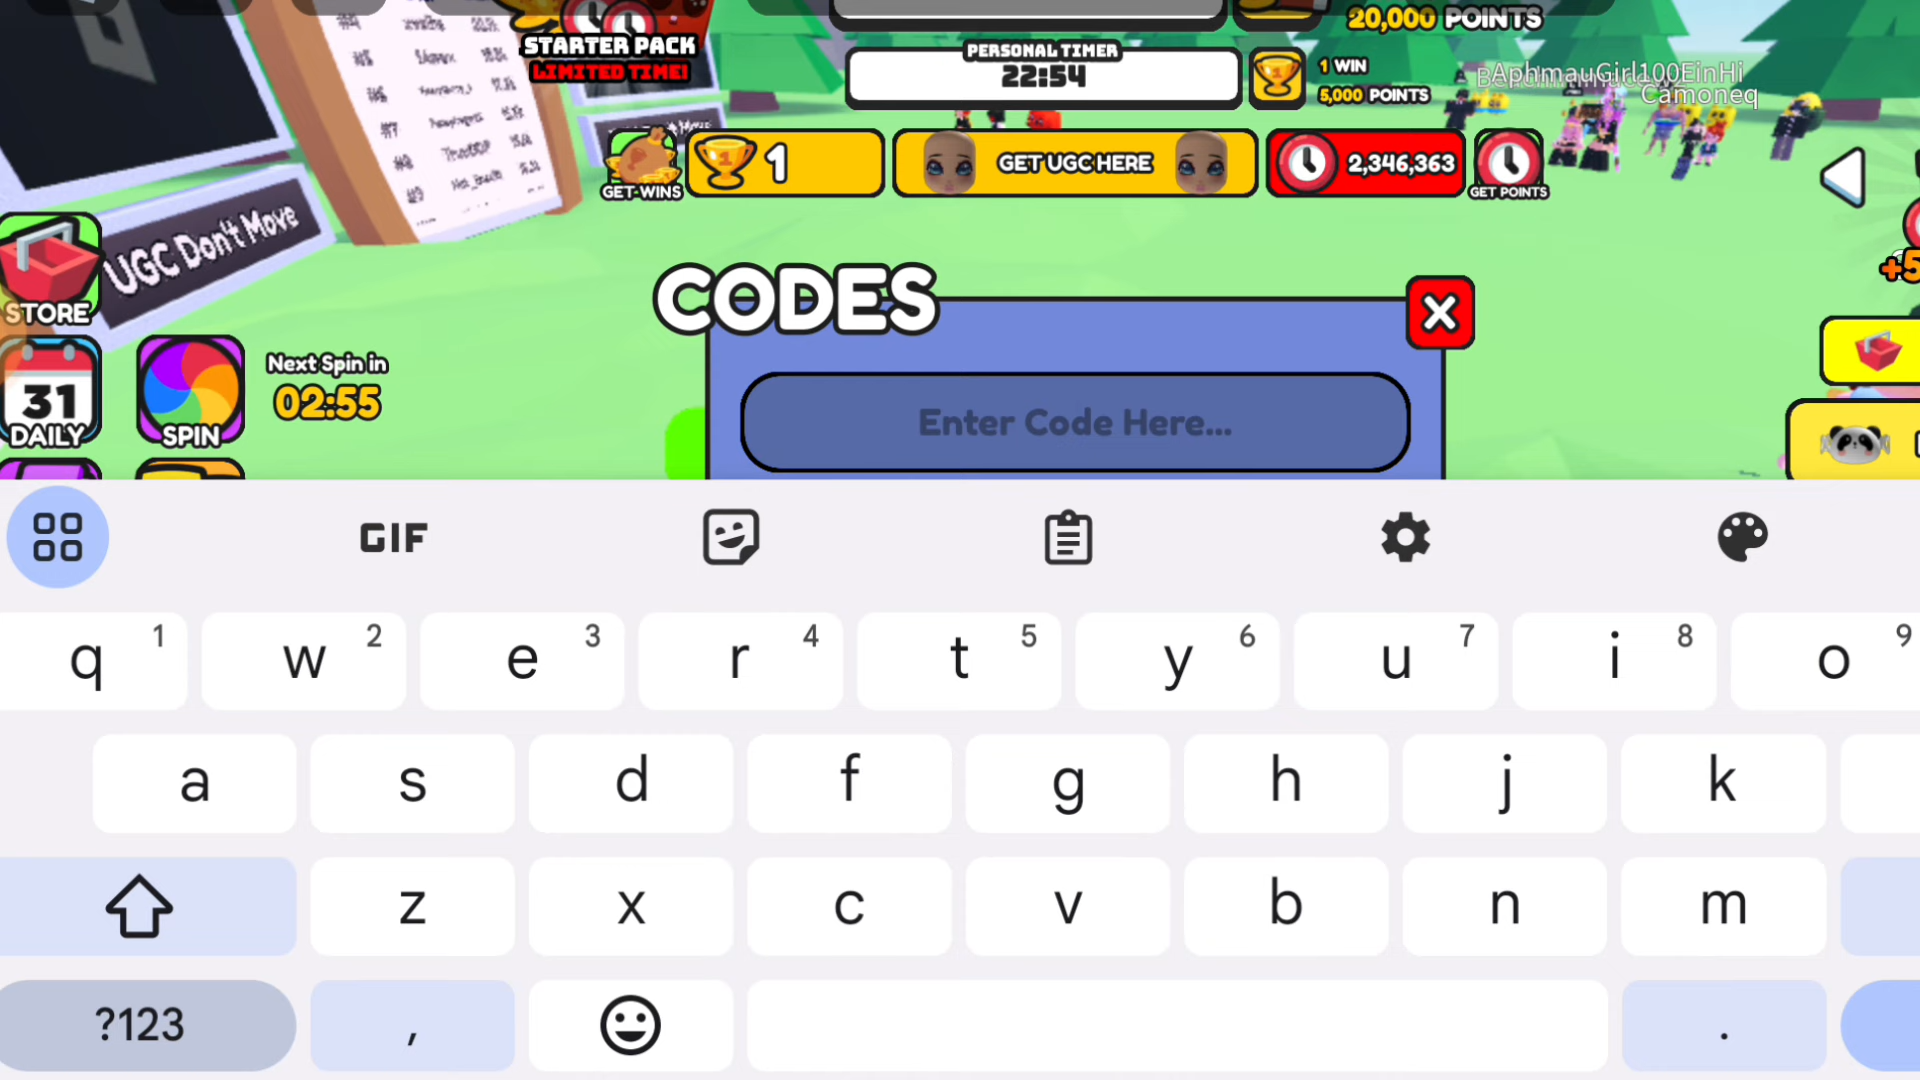 20,000 POINTS
STARTER PACK
LIMITED TIME!
PERSONAL TIMER
22:54
1 WIN
5,000 POINTS
AphmauGirl100EinHi
Camoneq
GET WINS
1
GET UGC HERE
2,346,363
GET POINTS
UGC Don't Move
STORE
+5
CODES
X
31
DAILY
SPIN
Next Spin in
02:55
Enter Code Here...
GIF
q 1 w 2 e 3 r 4 t 5 y 6 u 7 i 8 o 9
a s d f g h j k
z x c v b n m
?123 , .